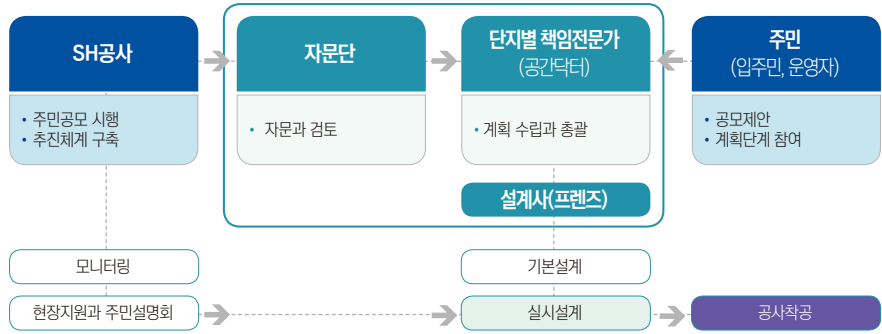 SH공사
• 주민공모 시행
• 추진체계 구축
자문단
• 자문과 검토
단지별 책임전문가
(공간닥터)
• 계획 수립과 총괄
설계사(프렌즈)
주민
(입주민, 운영자)
• 공모제안
• 계획단계 참여
모니터링
기본설계
현장지원과 주민설명회
실시설계
공사착공